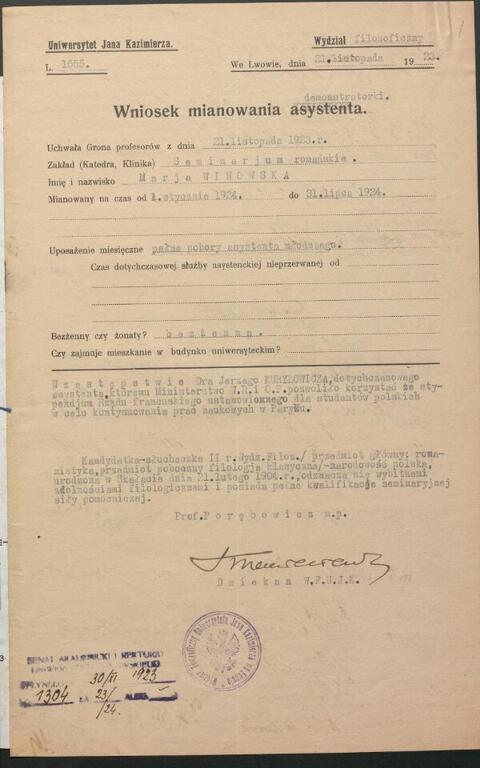 Uniwersytet Jana Kazimierza.
Wydział filozoficzny
L. 1655.
We Lwowie, dnia 21.listopada 1923.
demonstratorki.
Wniosek mianowania asystenta.
Uchwała Grona profesorów z dnia 21.listopada 1923.r.
Zakład (Katedra, Klinika) Seminarjum romańskie.
Imię i nazwisko Marja WINOWSKA
Mianowany na czas od 1.stycznia 1924. do 31.lipca 1924.
Uposażenie miesięczne pełne pobory asystenta młodszego.
Czas dotychczasowej służby asystenckiej nieprzerwanej od
Bezżenny czy żonaty? bezżenna.
Czy zajmuje mieszkanie w budynku uniwersyteckim?
W zastępstwie Dra Jerzego KURYŁOWICZA, dotychczasowego
asystenta, któremu Ministerstwo W.R.i O.P.pozwoliło korzystać ze sty-
pendjum Rządu francuskiego ustanowionego dla studentów polskich
w celu kontynuowania prac naukowych w Paryżu.
Kandydatka-słuchaczka II r.Wydz.Filoz./ przedmiot główny: roma-
nistyka, przedmiot poboczny filologja klasyczna/-narodowość polska,
urodzona w Skałacie dnia 21.lutego 1904.r., odznacza się wybitnemi
zdolnościami filologicznemi i posiada pełne kwalifikacje seminaryjnej
siły pomocniczej.
Prof.Porębowicz m.p.
Dziekan W.F.U.J.K.
SENAT AKADEMICKI I REKTORAT
1304
30/XI 1923
23/
/24.